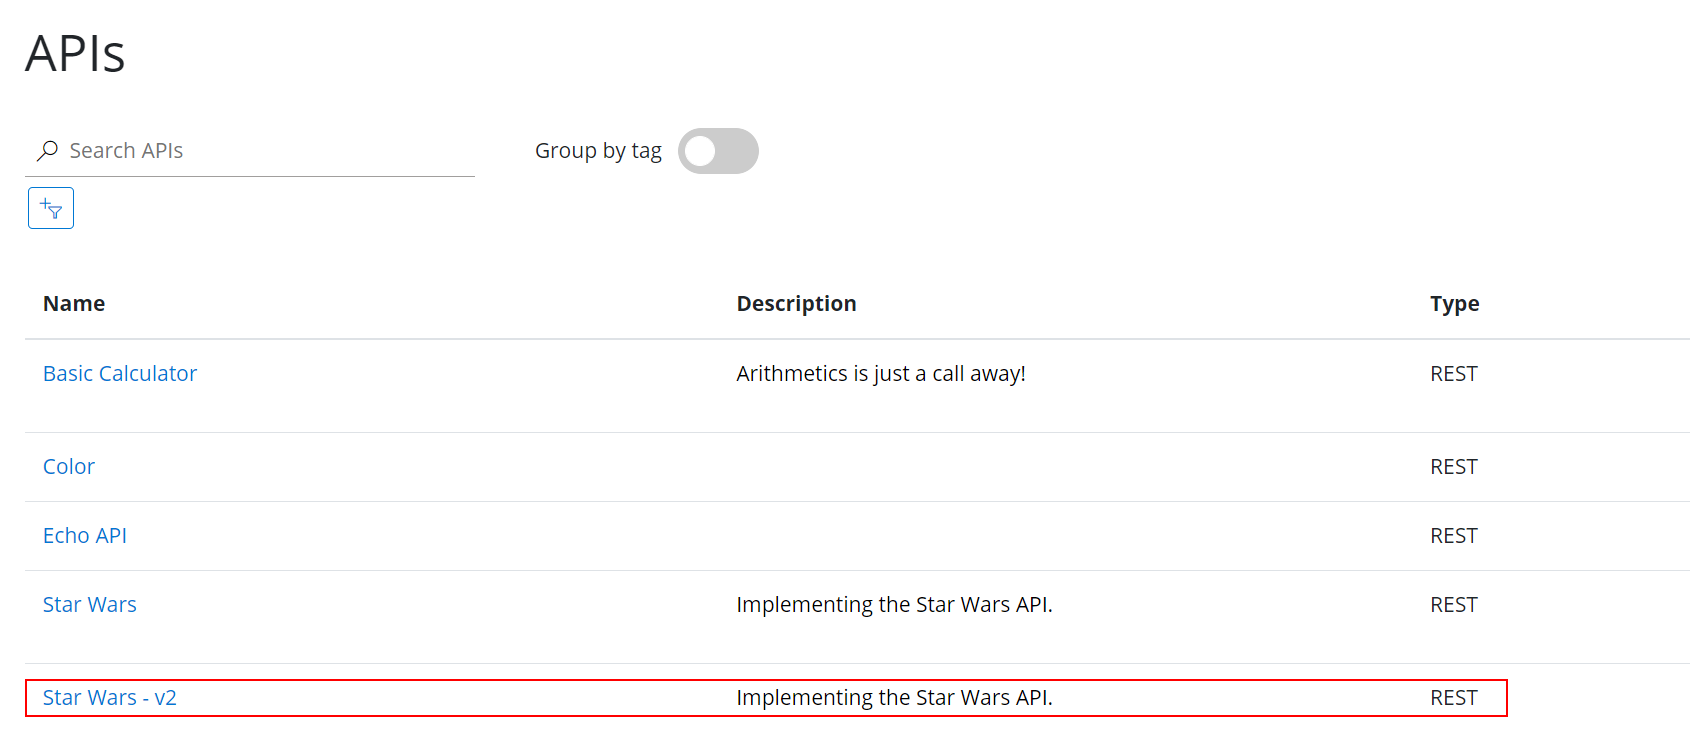 APIs
Search APIs Group by tag
Name Description Type
Basic Calculator Arithmetics is just a call away! REST
Color REST
Echo API REST
Star Wars Implementing the Star Wars API. REST
Star Wars - v2 Implementing the Star Wars API. REST